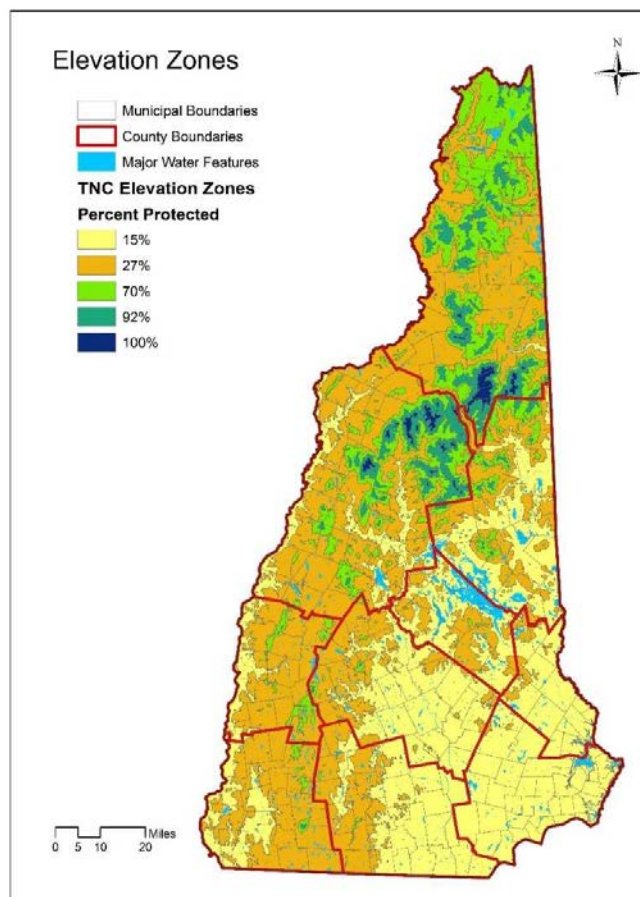 N
Elevation Zones
Municipal Boundaries
County Boundaries
Major Water Features
TNC Elevation Zones
Percent Protected
15%
27%
70%
92%
100%
Miles
0 5 10 20